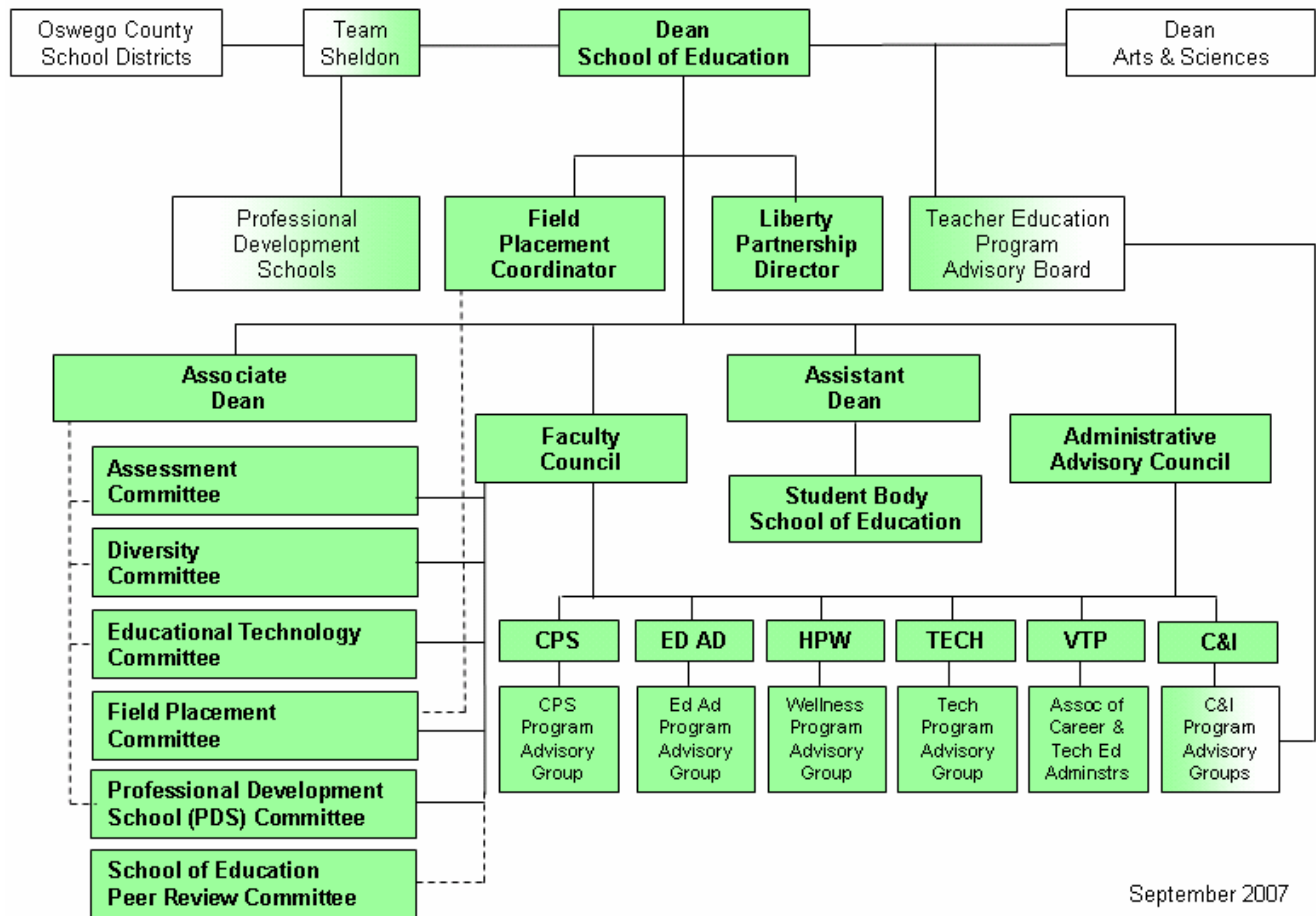 Oswego County
School Districts
Team
Sheldon
Dean
School of Education
Dean
Arts & Sciences
Professional
Development
Schools
Field
Placement
Coordinator
Liberty
Partnership
Director
Teacher Education
Program
Advisory Board
Associate
Dean
Assistant
Dean
Faculty
Council
Administrative
Advisory Council
Assessment
Committee
Student Body
School of Education
Diversity
Committee
Educational Technology
Committee
Field Placement
Committee
Professional Development
School (PDS) Committee
School of Education
Peer Review Committee
CPS
ED AD
HPW
TECH
VTP
C&I
CPS
Program
Advisory
Group
Ed Ad
Program
Advisory
Group
Wellness
Program
Advisory
Group
Tech
Program
Advisory
Group
Assoc of
Career &
Tech Ed
Adminstrs
C&I
Program
Advisory
Groups
September 2007